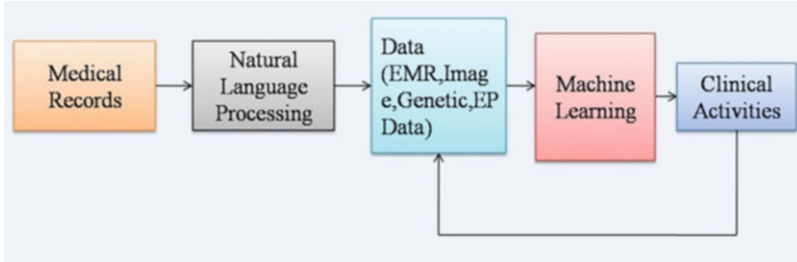 Medical
Records
Natural
Language
Processing
Data
(EMR,Imag
e,Genetic,EP
Data)
Machine
Learning
Clinical
Activities